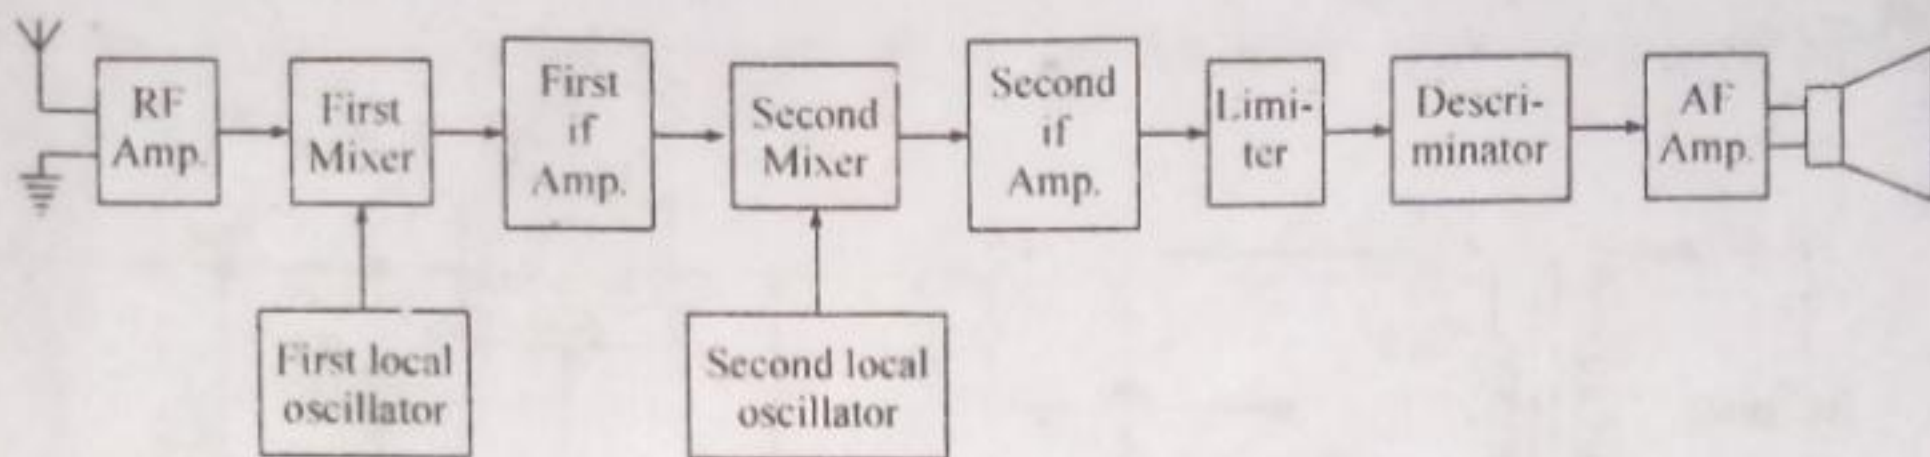 RF
Amp.
First
Mixer
First
if
Amp.
Second
Mixer
Second
if
Amp.
Limi-
ter
Descri-
minator
AF
Amp.
First local
oscillator
Second local
oscillator